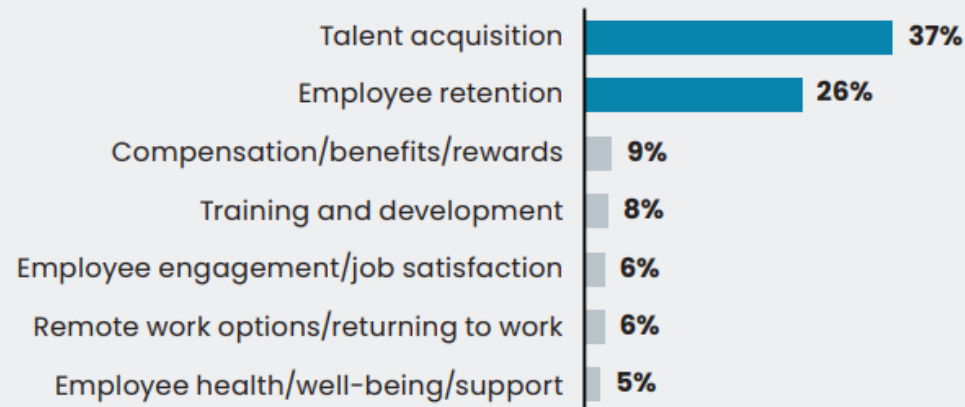 Talent acquisition 37%
Employee retention 26%
Compensation/benefits/rewards 9%
Training and development 8%
Employee engagement/job satisfaction 6%
Remote work options/returning to work 6%
Employee health/well-being/support 5%